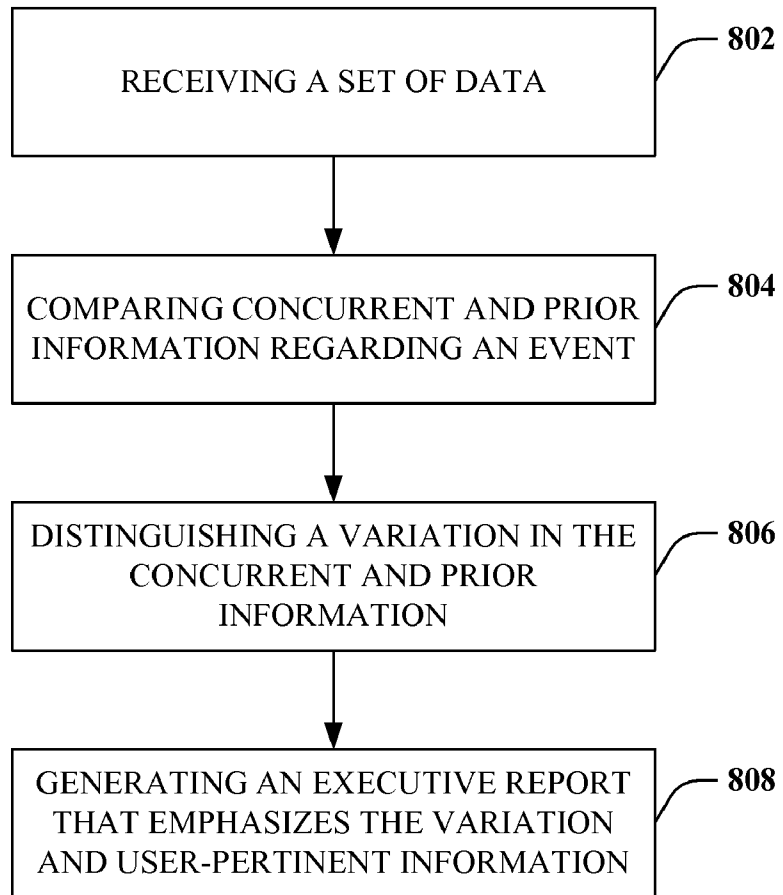 RECEIVING A SET OF DATA
802
COMPARING CONCURRENT AND PRIOR
INFORMATION REGARDING AN EVENT
804
DISTINGUISHING A VARIATION IN THE
CONCURRENT AND PRIOR
INFORMATION
806
GENERATING AN EXECUTIVE REPORT
THAT EMPHASIZES THE VARIATION
AND USER-PERTINENT INFORMATION
808